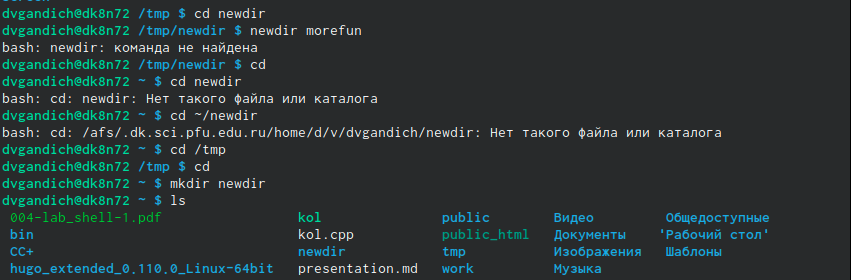 dvgandich@dk8n72 /tmp $ cd newdir
dvgandich@dk8n72 /tmp/newdir $ newdir morefun
bash: newdir: команда не найдена
dvgandich@dk8n72 /tmp/newdir $ cd
dvgandich@dk8n72 ~ $ cd newdir
bash: cd: newdir: Нет такого файла или каталога
dvgandich@dk8n72 ~ $ cd ~/newdir
bash: cd: /afs/.dk.sci.pfu.edu.ru/home/d/v/dvgandich/newdir: Нет такого файла или каталога
dvgandich@dk8n72 ~ $ cd /tmp
dvgandich@dk8n72 /tmp $ cd
dvgandich@dk8n72 ~ $ mkdir newdir
dvgandich@dk8n72 ~ $ ls
004-lab_shell-1.pdf kol public Видео Общедоступные
bin kol.cpp public_html Документы 'Рабочий стол'
CC+ newdir tmp Изображения Шаблоны
hugo_extended_0.110.0_Linux-64bit presentation.md work Музыка